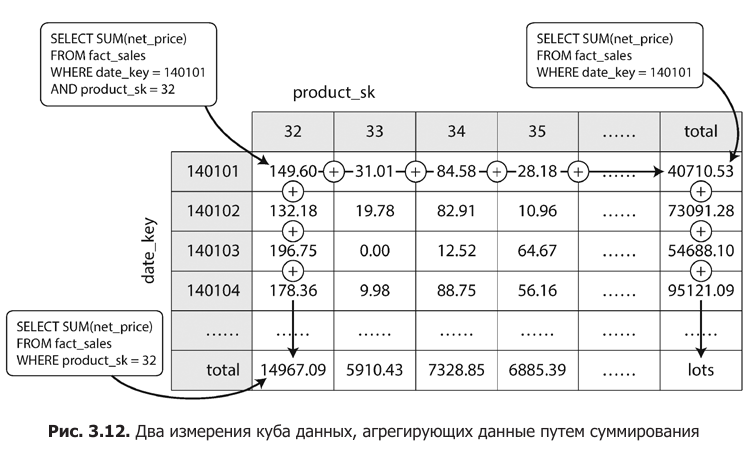 SELECT SUM(net_price)
FROM fact_sales
WHERE date_key = 140101
AND product_sk = 32
SELECT SUM(net_price)
FROM fact_sales
WHERE date_key = 140101
product_sk
32 33 34 35 ...... total
140101 149.60 + 31.01 + 84.58 + 28.18 + ...... 40710.53
+ +
140102 132.18 19.78 82.91 10.96 ...... 73091.28
+ +
140103 196.75 0.00 12.52 64.67 ...... 54688.10
+ +
140104 178.36 9.98 88.75 56.16 ...... 95121.09
...... ...... ...... ...... ...... ...... ......
total 14967.09 5910.43 7328.85 6885.39 ...... lots
date_key
SELECT SUM(net_price)
FROM fact_sales
WHERE product_sk = 32
Рис. 3.12. Два измерения куба данных, агрегирующих данные путем суммирования